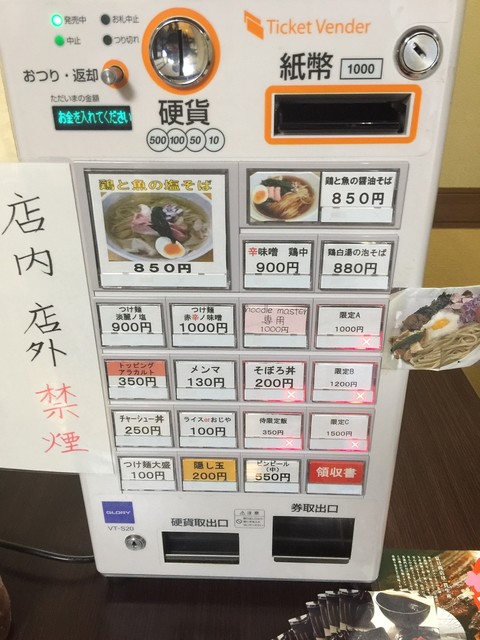 発売中
お札中止
中止
つり切れ
Ticket Vender
おつり・返却
ただいまの金額
お金を入れてください
硬貨
500 100 50 10
紙幣
1000
店内 店外 禁煙
鶏と魚の塩そば
850円
鶏と魚の醤油そば
850円
辛味噌 鶏中
900円
鶏白湯の泡そば
880円
つけ麺
淡麗/塩
900円
つけ麺
赤辛/味噌
1000円
noodle master
専用
1000円
限定A
1000円
トッピング
アラカルト
350円
メンマ
130円
そぼろ丼
200円
限定B
1200円
チャーシュー丼
250円
ライスorおじや
100円
侍限定飯
350円
限定C
1500円
つけ麺大盛
100円
隠し玉
200円
ビンビール
(中)
550円
領収書
GLORY
VT-S20
硬貨取出口
注意
券取出口